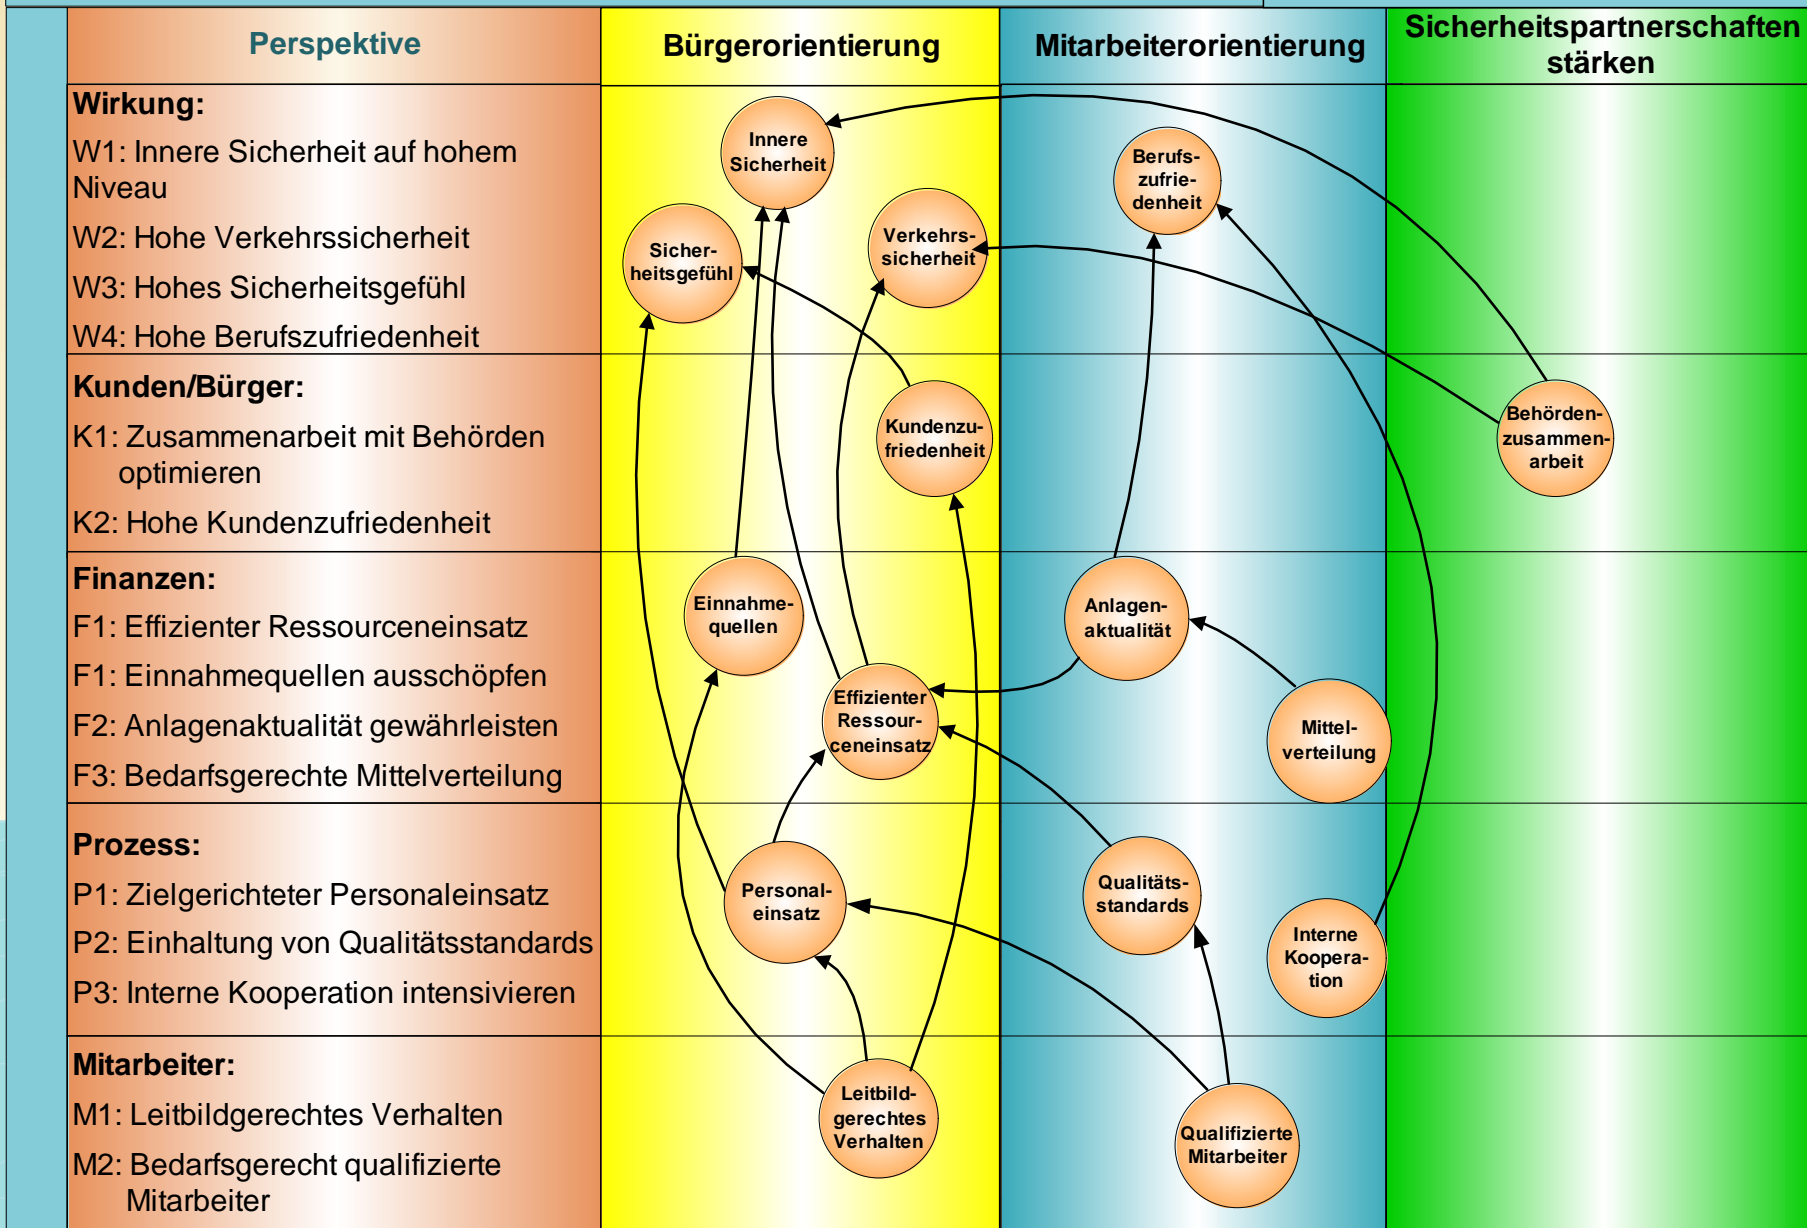 Perspektive
Bürgerorientierung
Mitarbeiterorientierung
Sicherheitspartnerschaften
stärken
Wirkung:
W1: Innere Sicherheit auf hohem
Niveau
W2: Hohe Verkehrssicherheit
W3: Hohes Sicherheitsgefühl
W4: Hohe Berufszufriedenheit
Innere
Sicherheit
Sicher-
heitsgefühl
Verkehrs-
sicherheit
Berufs-
zufrie-
denheit
Kunden/Bürger:
K1: Zusammenarbeit mit Behörden
optimieren
K2: Hohe Kundenzufriedenheit
Kundenzu-
friedenheit
Behörden-
zusammen-
arbeit
Finanzen:
F1: Effizienter Ressourceneinsatz
F1: Einnahmequellen ausschöpfen
F2: Anlagenaktualität gewährleisten
F3: Bedarfsgerechte Mittelverteilung
Einnahme-
quellen
Effizienter
Ressour-
ceneinsatz
Anlagen-
aktualität
Mittel-
verteilung
Prozess:
P1: Zielgerichteter Personaleinsatz
P2: Einhaltung von Qualitätsstandards
P3: Interne Kooperation intensivieren
Personal-
einsatz
Qualitäts-
standards
Interne
Koopera-
tion
Mitarbeiter:
M1: Leitbildgerechtes Verhalten
M2: Bedarfsgerecht qualifizierte
Mitarbeiter
Leitbild-
gerechtes
Verhalten
Qualifizierte
Mitarbeiter